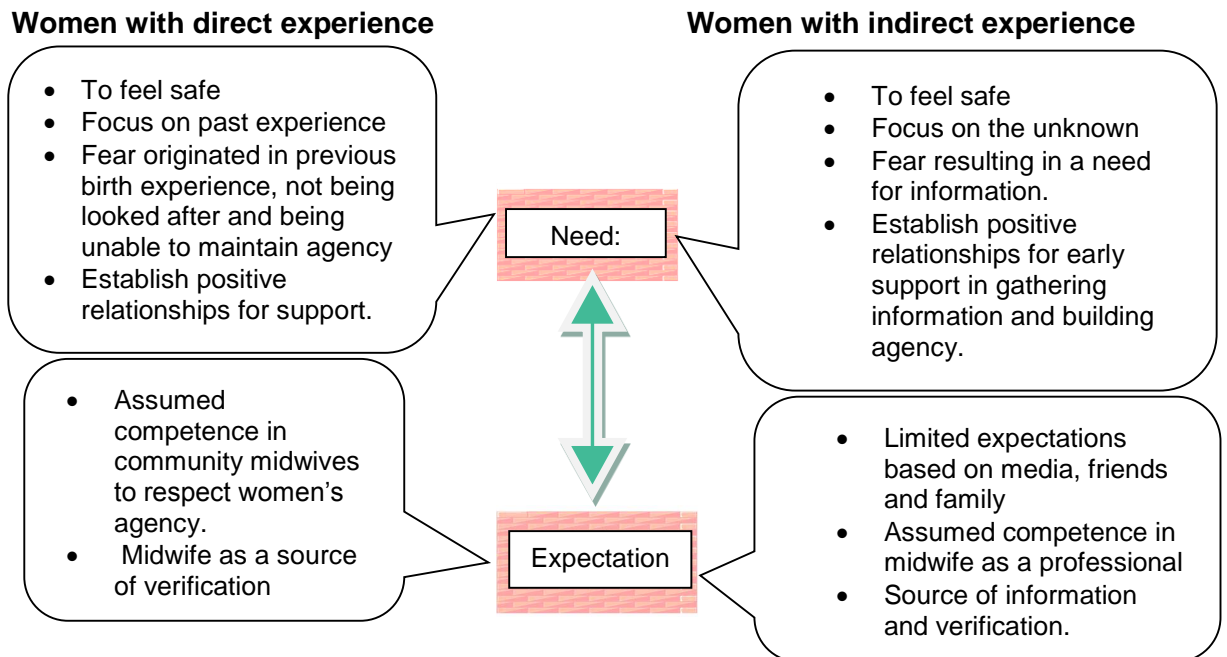 Women with direct experience
Women with indirect experience
• To feel safe
• Focus on past experience
• Fear originated in previous
birth experience, not being
looked after and being
unable to maintain agency
• Establish positive
relationships for support.
• To feel safe
• Focus on the unknown
• Fear resulting in a need
for information.
• Establish positive
relationships for early
support in gathering
information and building
agency.
Need:
• Assumed
competence in
community midwives
to respect women’s
agency.
• Midwife as a source
of verification
Expectation
• Limited expectations
based on media, friends
and family
• Assumed competence in
midwife as a professional
• Source of information
and verification.